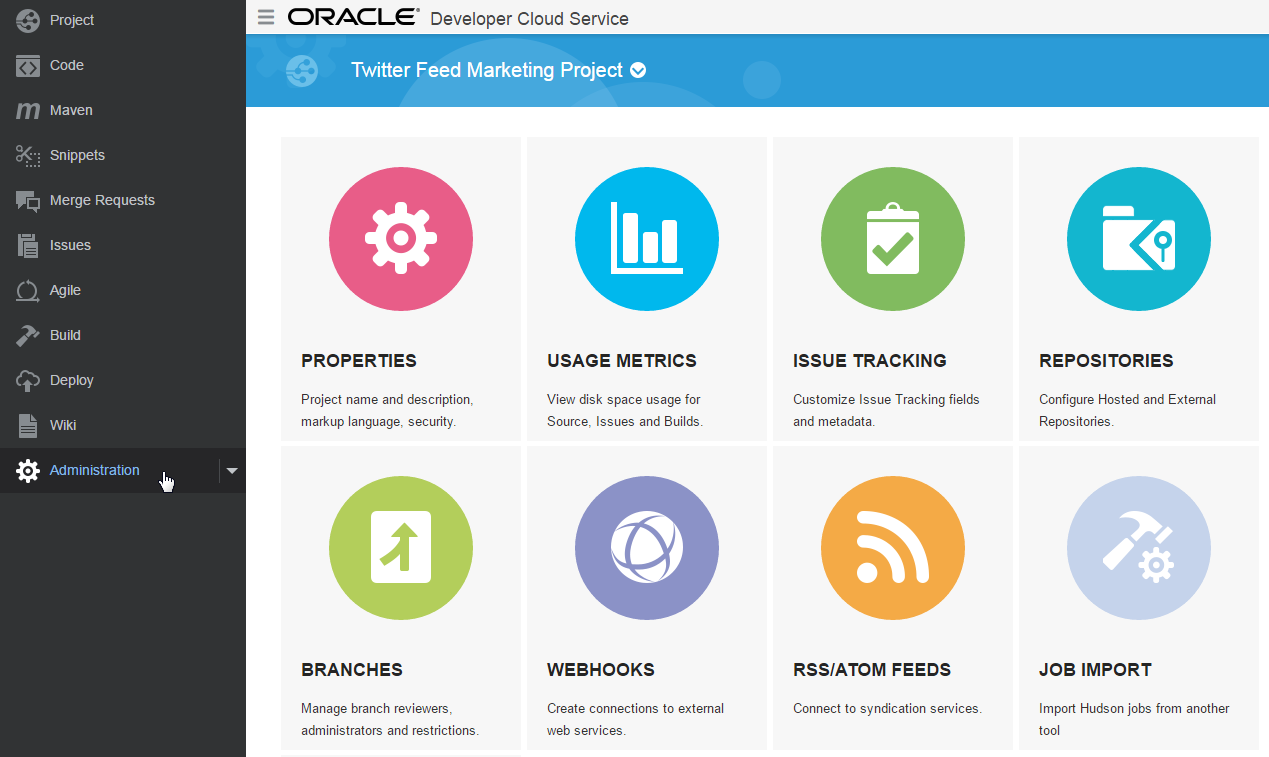 Project
Code
Maven
Snippets
Merge Requests
Issues
Agile
Build
Deploy
Wiki
Administration
ORACLE® Developer Cloud Service
Twitter Feed Marketing Project
PROPERTIES
Project name and description,
markup language, security.
USAGE METRICS
View disk space usage for
Source, Issues and Builds.
ISSUE TRACKING
Customize Issue Tracking fields
and metadata.
REPOSITORIES
Configure Hosted and External
Repositories.
BRANCHES
Manage branch reviewers,
administrators and restrictions.
WEBHOOKS
Create connections to external
web services.
RSS/ATOM FEEDS
Connect to syndication services.
JOB IMPORT
Import Hudson jobs from another
tool